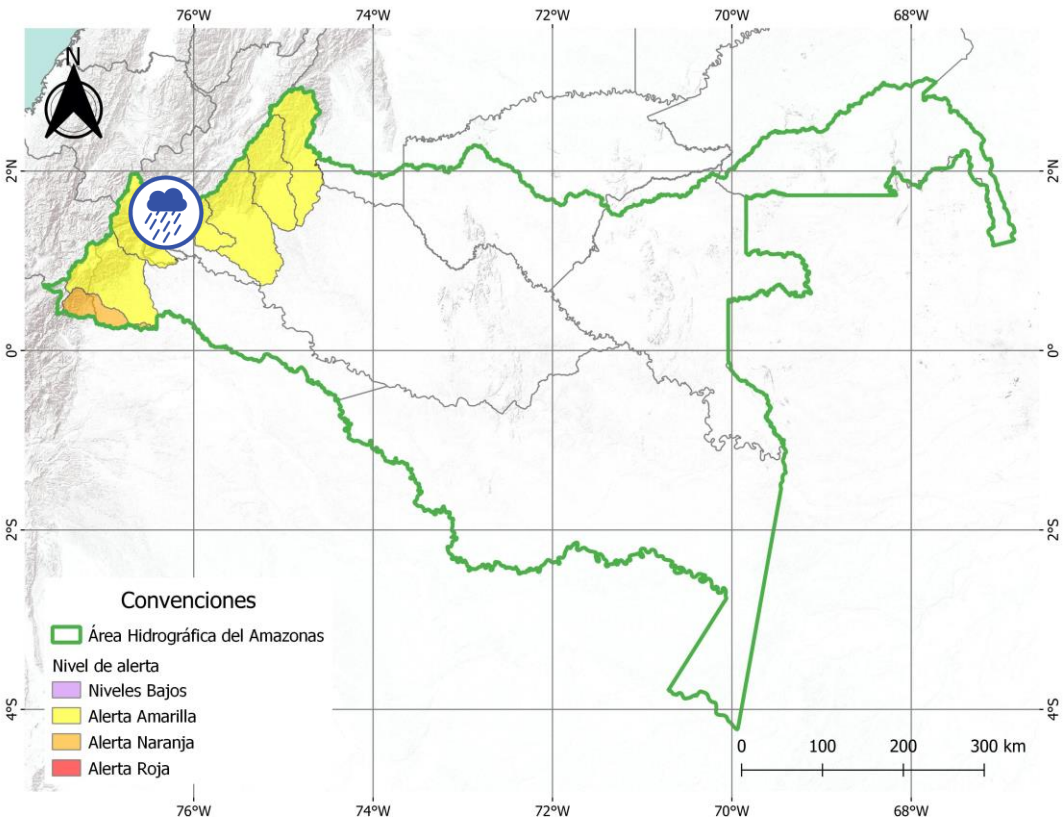 76°W 74°W 72°W 70°W 68°W
N
2°N 2°N
0° 0°
2°S 2°S
4°S 4°S
Convenciones
Área Hidrográfica del Amazonas
Nivel de alerta
Niveles Bajos
Alerta Amarilla
Alerta Naranja
Alerta Roja
0 100 200 300 km
76°W 74°W 72°W 70°W 68°W